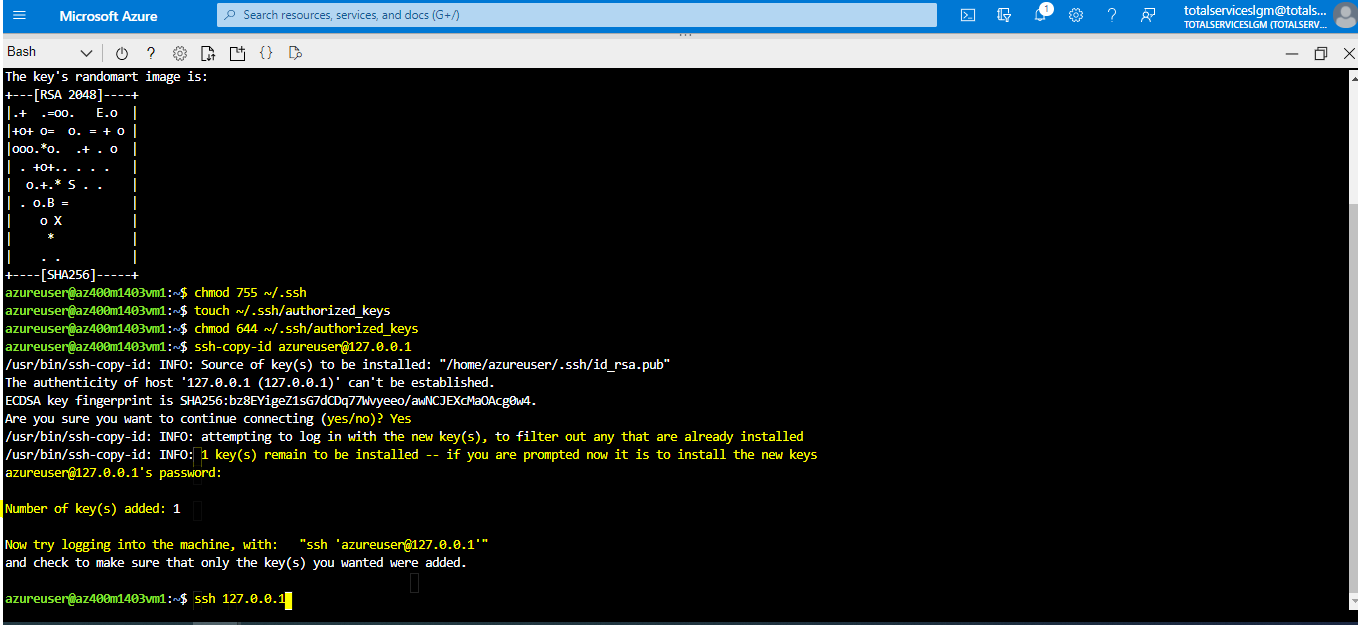 Microsoft Azure
Search resources, services, and docs (G+/)
1
totalserviceslgm@totals...
TOTALSERVICESLGM (TOTALSERV...
Bash
The key's randomart image is:
+---[RSA 2048]----+
|.+  .=oo.   E.o  |
|+o+ o=  o. = + o |
|ooo.*o.  .+ . o  |
| . +o+.. . . .   |
|  o.+.* S . .    |
| . o.B =         |
|    o X          |
|     *           |
|    . .          |
+----[SHA256]-----+
azureuser@az400m1403vm1:~$ chmod 755 ~/.ssh
azureuser@az400m1403vm1:~$ touch ~/.ssh/authorized_keys
azureuser@az400m1403vm1:~$ chmod 644 ~/.ssh/authorized_keys
azureuser@az400m1403vm1:~$ ssh-copy-id azureuser@127.0.0.1
/usr/bin/ssh-copy-id: INFO: Source of key(s) to be installed: "/home/azureuser/.ssh/id_rsa.pub"
The authenticity of host '127.0.0.1 (127.0.0.1)' can't be established.
ECDSA key fingerprint is SHA256:bz8EYigeZ1sG7dCDq77Wvyeeo/awNCJEXcMaOAcg0w4.
Are you sure you want to continue connecting (yes/no)? Yes
/usr/bin/ssh-copy-id: INFO: attempting to log in with the new key(s), to filter out any that are already installed
/usr/bin/ssh-copy-id: INFO: 1 key(s) remain to be installed -- if you are prompted now it is to install the new keys
azureuser@127.0.0.1's password:
Number of key(s) added: 1
Now try logging into the machine, with:   "ssh 'azureuser@127.0.0.1'"
and check to make sure that only the key(s) you wanted were added.
azureuser@az400m1403vm1:~$ ssh 127.0.0.1